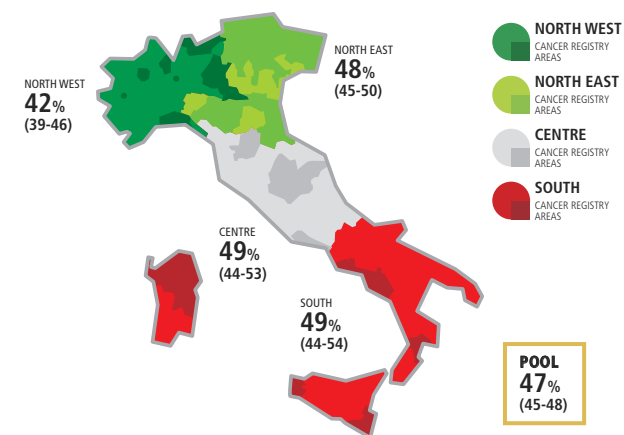 NORTH WEST
42%
(39-46)
NORTH EAST
48%
(45-50)
CENTRE
49%
(44-53)
SOUTH
49%
(44-54)
NORTH WEST
CANCER REGISTRY
AREAS
NORTH EAST
CANCER REGISTRY
AREAS
CENTRE
CANCER REGISTRY
AREAS
SOUTH
CANCER REGISTRY
AREAS
POOL
47%
(45-48)